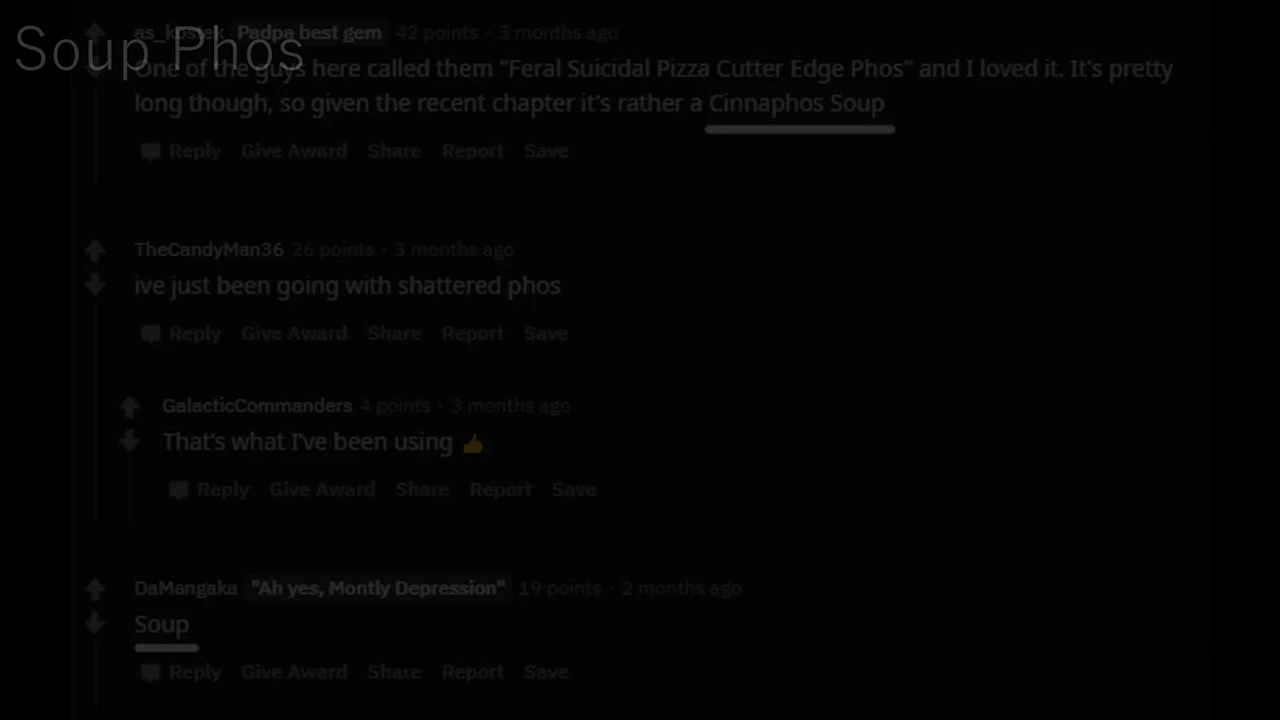 Soup Phos
as_kostek Padpa best gem 42 points · 3 months ago
One of the guys here called them "Feral Suicidal Pizza Cutter Edge Phos" and I loved it. It's pretty
long though, so given the recent chapter it's rather a Cinnaphos Soup
Reply Give Award Share Report Save
TheCandyMan36 26 points · 3 months ago
ive just been going with shattered phos
Reply Give Award Share Report Save
GalacticCommanders 4 points · 3 months ago
That's what I've been using 👍
Reply Give Award Share Report Save
DaMangaka "Ah yes, Montly Depression" 19 points · 2 months ago
Soup
Reply Give Award Share Report Save